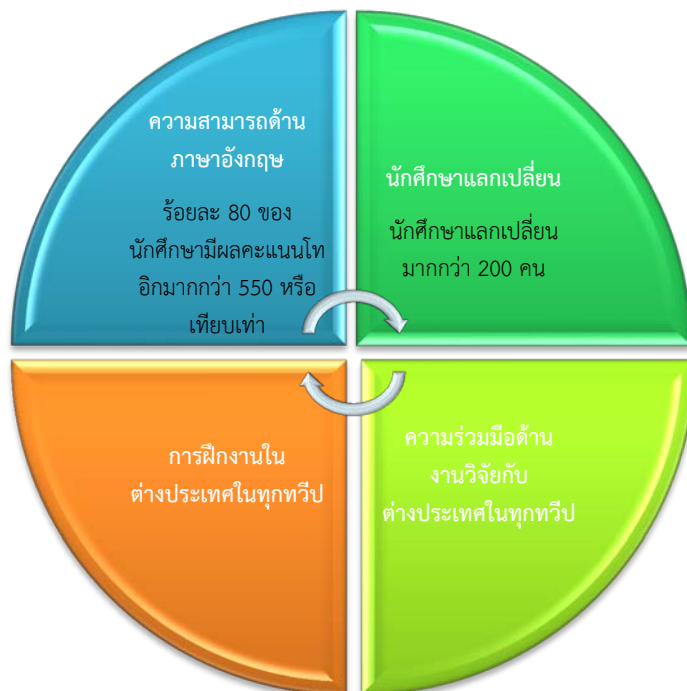 ความสามารถด้าน
ภาษาอังกฤษ
ร้อยละ 80 ของ
นักศึกษามีผลคะแนนโท
อิกมากกว่า 550 หรือ
เทียบเท่า
นักศึกษาแลกเปลี่ยน
นักศึกษาแลกเปลี่ยน
มากกว่า 200 คน
การฝึกงานใน
ต่างประเทศในทุกทวีป
ความร่วมมือด้าน
งานวิจัยกับ
ต่างประเทศในทุกทวีป